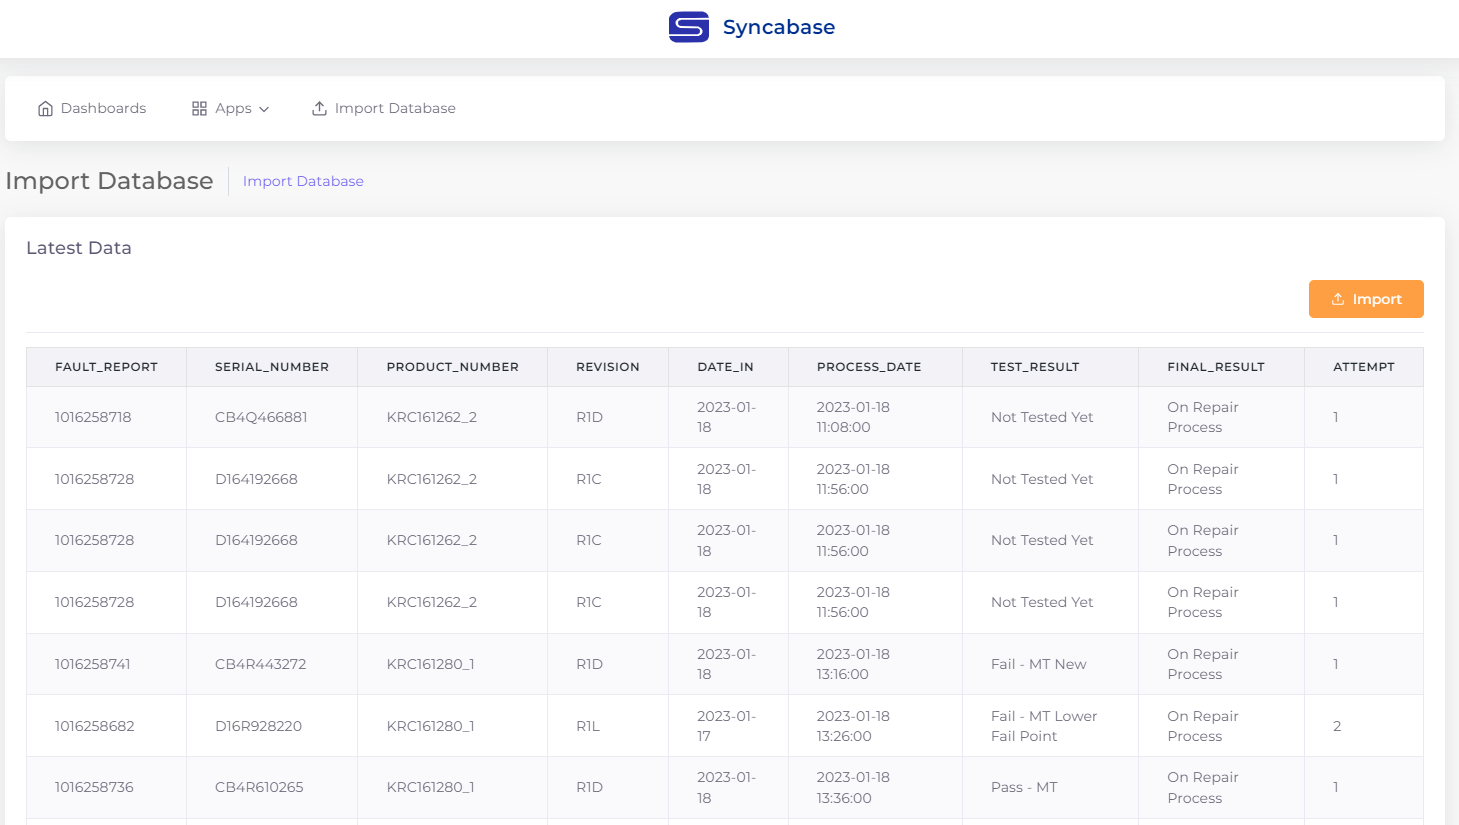 Syncabase
Dashboards Apps Import Database
Import Database Import Database
Latest Data
Import
FAULT_REPORT SERIAL_NUMBER PRODUCT_NUMBER REVISION DATE_IN PROCESS_DATE TEST_RESULT FINAL_RESULT ATTEMPT
1016258718 CB4Q466881 KRC161262_2 R1D 2023-01-18 2023-01-18 11:08:00 Not Tested Yet On Repair Process 1
1016258728 D164192668 KRC161262_2 R1C 2023-01-18 2023-01-18 11:56:00 Not Tested Yet On Repair Process 1
1016258728 D164192668 KRC161262_2 R1C 2023-01-18 2023-01-18 11:56:00 Not Tested Yet On Repair Process 1
1016258728 D164192668 KRC161262_2 R1C 2023-01-18 2023-01-18 11:56:00 Not Tested Yet On Repair Process 1
1016258741 CB4R443272 KRC161280_1 R1D 2023-01-18 2023-01-18 13:16:00 Fail - MT New On Repair Process 1
1016258682 D16R928220 KRC161280_1 R1L 2023-01-17 2023-01-18 13:26:00 Fail - MT Lower Fail Point On Repair Process 2
1016258736 CB4R610265 KRC161280_1 R1D 2023-01-18 2023-01-18 13:36:00 Pass - MT On Repair Process 1